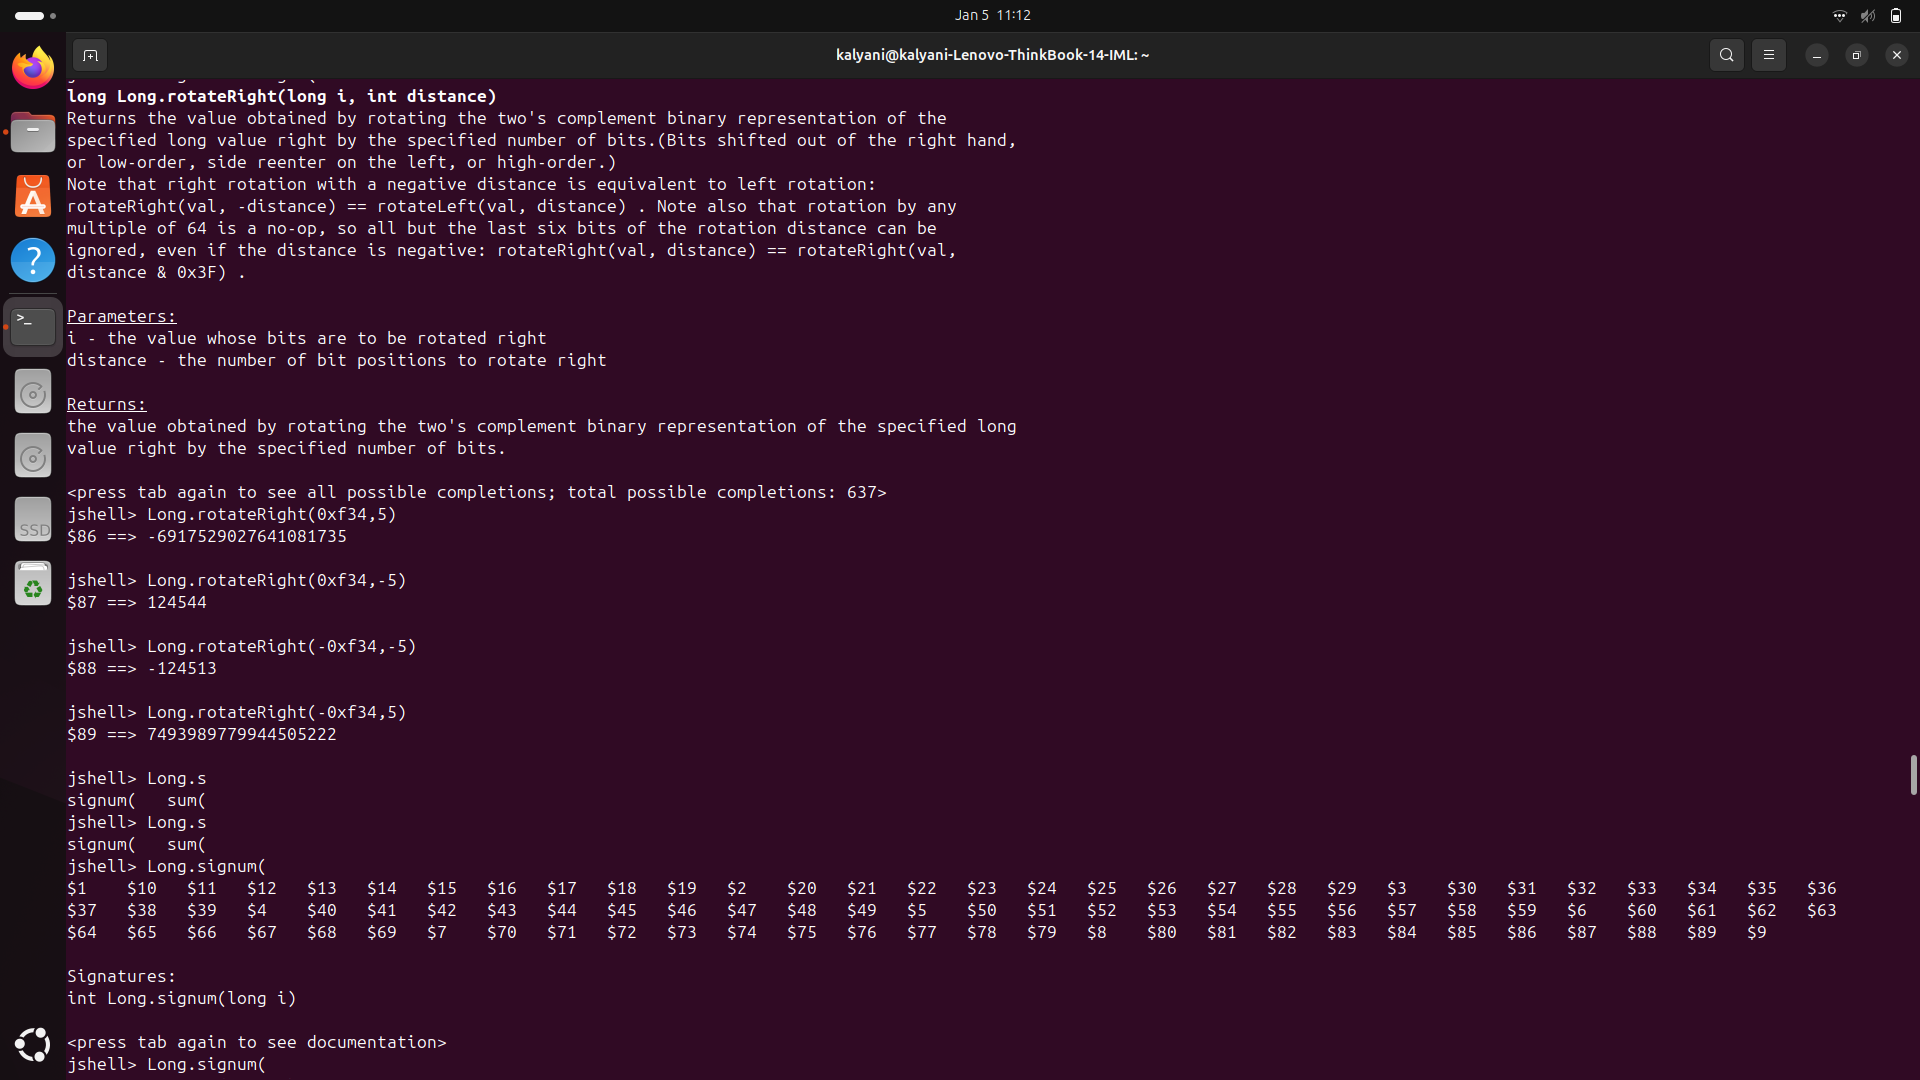 Jan 5 11:12
kalyani@kalyani-Lenovo-ThinkBook-14-IML: ~
long Long.rotateRight(long i, int distance)
Returns the value obtained by rotating the two's complement binary representation of the
specified long value right by the specified number of bits.(Bits shifted out of the right hand,
or low-order, side reenter on the left, or high-order.)
Note that right rotation with a negative distance is equivalent to left rotation:
rotateRight(val, -distance) == rotateLeft(val, distance) . Note also that rotation by any
multiple of 64 is a no-op, so all but the last six bits of the rotation distance can be
ignored, even if the distance is negative: rotateRight(val, distance) == rotateRight(val,
distance & 0x3F) .
Parameters:
i - the value whose bits are to be rotated right
distance - the number of bit positions to rotate right
Returns:
the value obtained by rotating the two's complement binary representation of the specified long
value right by the specified number of bits.
<press tab again to see all possible completions; total possible completions: 637>
jshell> Long.rotateRight(0xf34,5)
$86 ==> -6917529027641081735
jshell> Long.rotateRight(0xf34,-5)
$87 ==> 124544
jshell> Long.rotateRight(-0xf34,-5)
$88 ==> -124513
jshell> Long.rotateRight(-0xf34,5)
$89 ==> 7493989779944505222
jshell> Long.s
signum( sum(
jshell> Long.s
signum( sum(
jshell> Long.signum(
$1 $10 $11 $12 $13 $14 $15 $16 $17 $18 $19 $2 $20 $21 $22 $23 $24 $25 $26 $27 $28 $29 $3 $30 $31 $32 $33 $34 $35 $36
$37 $38 $39 $4 $40 $41 $42 $43 $44 $45 $46 $47 $48 $49 $5 $50 $51 $52 $53 $54 $55 $56 $57 $58 $59 $6 $60 $61 $62 $63
$64 $65 $66 $67 $68 $69 $7 $70 $71 $72 $73 $74 $75 $76 $77 $78 $79 $8 $80 $81 $82 $83 $84 $85 $86 $87 $88 $89 $9
Signatures:
int Long.signum(long i)
<press tab again to see documentation>
jshell> Long.signum(
SSD